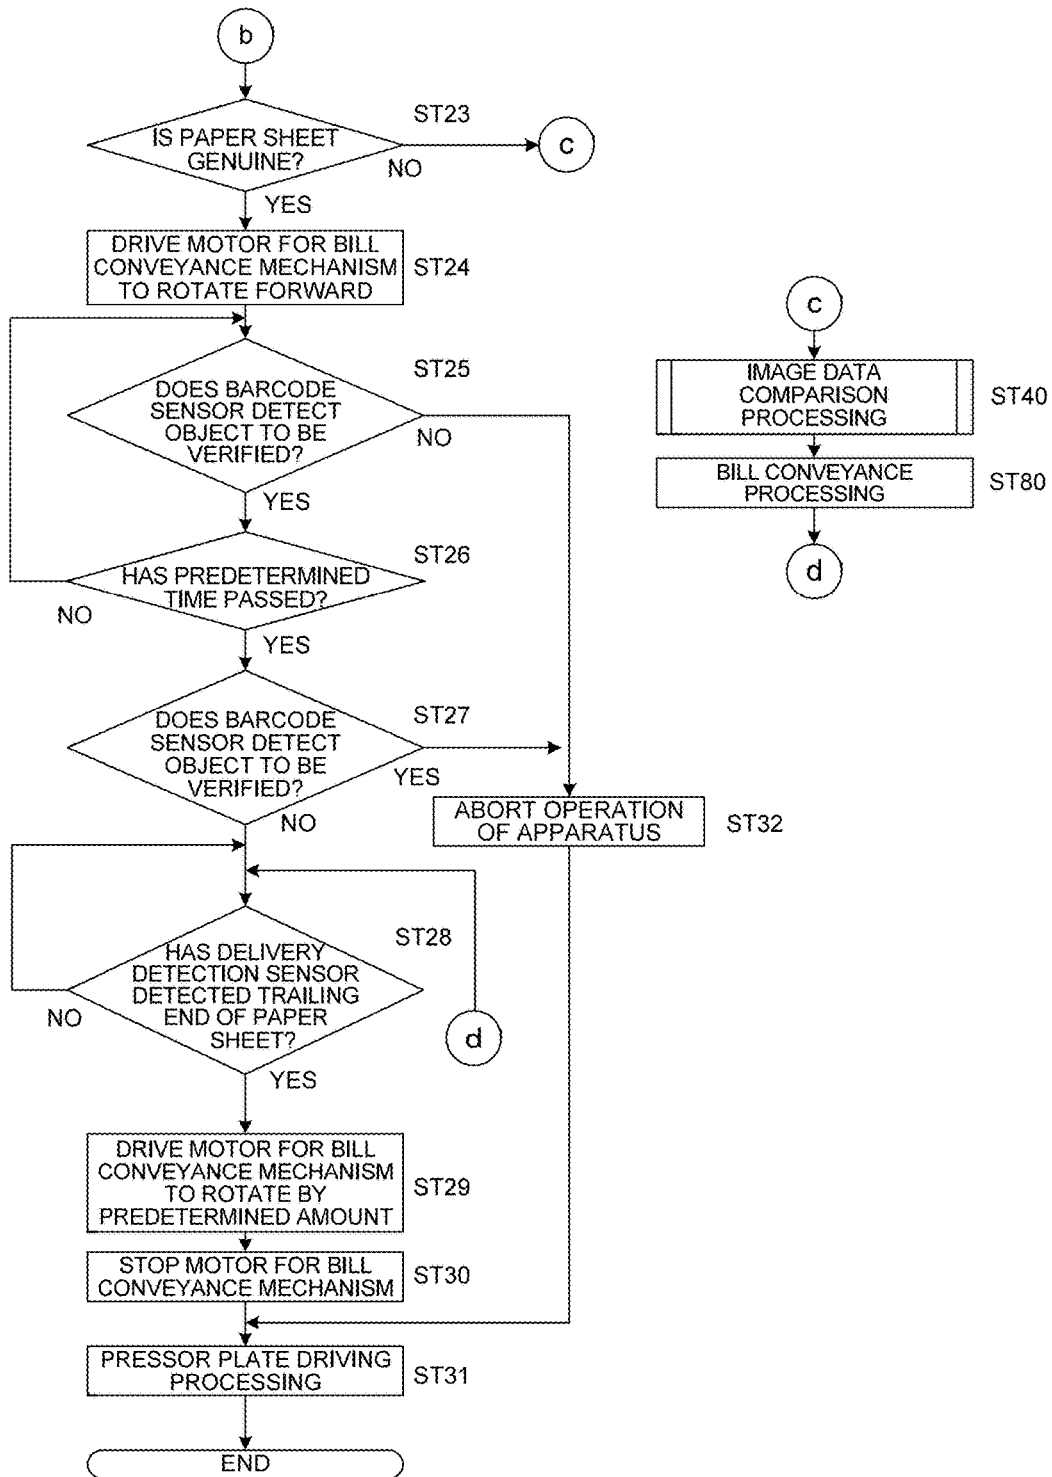 b
ST23
IS PAPER SHEET
GENUINE?
NO
c
YES
DRIVE MOTOR FOR BILL
CONVEYANCE MECHANISM
TO ROTATE FORWARD
ST24
ST25
DOES BARCODE
SENSOR DETECT
OBJECT TO BE
VERIFIED?
NO
YES
ST26
HAS PREDETERMINED
TIME PASSED?
NO
YES
ST27
DOES BARCODE
SENSOR DETECT
OBJECT TO BE
VERIFIED?
YES
NO
ABORT OPERATION
OF APPARATUS
ST32
ST28
HAS DELIVERY
DETECTION SENSOR
DETECTED TRAILING
END OF PAPER
SHEET?
NO
d
YES
DRIVE MOTOR FOR BILL
CONVEYANCE MECHANISM
TO ROTATE BY
PREDETERMINED AMOUNT
ST29
STOP MOTOR FOR BILL
CONVEYANCE MECHANISM
ST30
PRESSOR PLATE DRIVING
PROCESSING
ST31
END
c
IMAGE DATA
COMPARISON
PROCESSING
ST40
BILL CONVEYANCE
PROCESSING
ST80
d